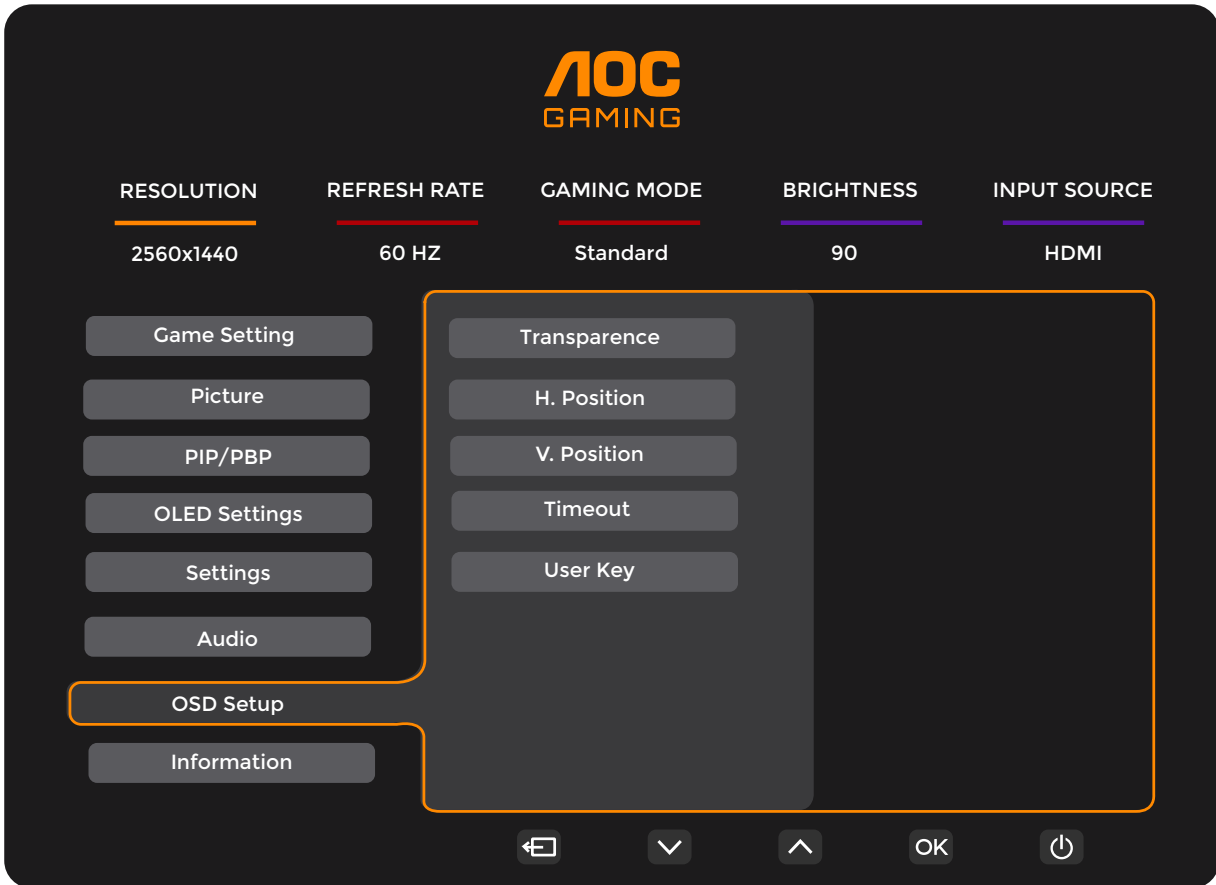 AOC
GAMING
RESOLUTION REFRESH RATE GAMING MODE BRIGHTNESS INPUT SOURCE
2560x1440 60 HZ Standard 90 HDMI
Game Setting
Picture
PIP/PBP
OLED Settings
Settings
Audio
OSD Setup
Information
Transparence
H. Position
V. Position
Timeout
User Key
OK